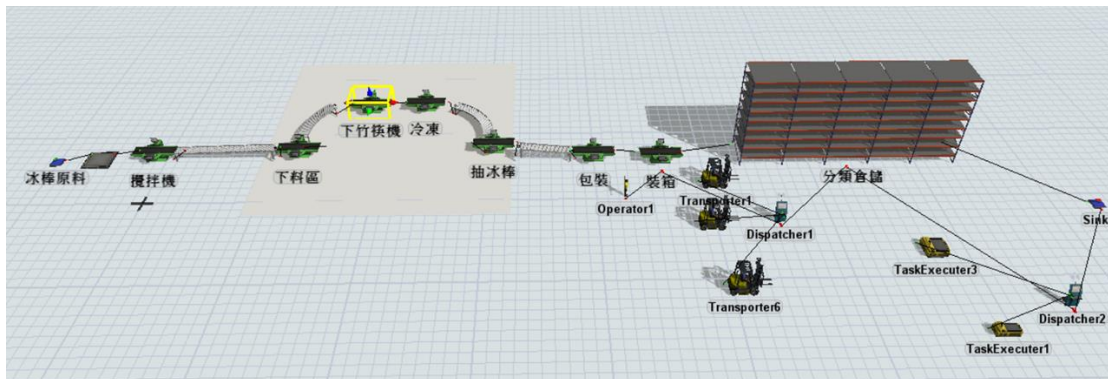 下竹筷機
冷凍
冰棒原料
攪拌機
下料區
抽冰棒
包裝
裝箱
分類倉儲
Operator1
Transporter1
Dispatcher1
Sink
TaskExecuter3
Transporter6
Dispatcher2
TaskExecuter1